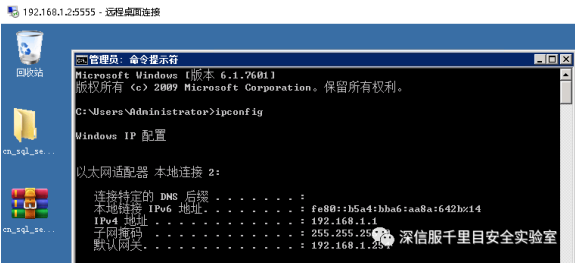 192.168.1.2:5555 - 远程桌面连接
回收站
cn_sql_se...
cn_sql_se...
管理员: 命令提示符
Microsoft Windows [版本 6.1.7601]
版权所有 (c) 2009 Microsoft Corporation。保留所有权利。
C:\Users\Administrator>ipconfig
Windows IP 配置
以太网适配器 本地连接 2:
连接特定的 DNS 后缀 . . . . . . . :
本地链接 IPv6 地址. . . . . . . . : fe80::b5a4:bba6:aa8a:642b%14
IPv4 地址 . . . . . . . . . . . . : 192.168.1.1
子网掩码 . . . . . . . . . . . . : 255.255.25
默认网关. . . . . . . . . . . . . : 192.168.1.254
深信服千里目安全实验室